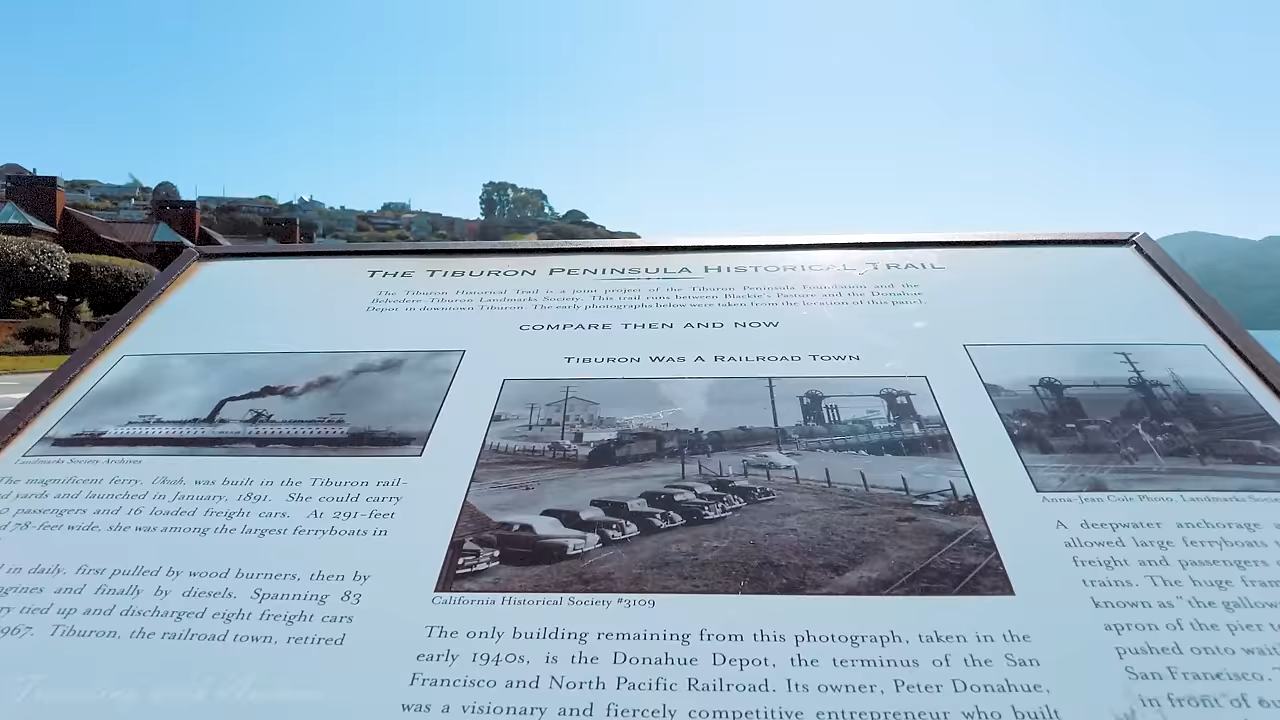 THE TIBURON PENINSULA HISTORICAL TRAIL
The Tiburon Historical Trail is a joint project of the Tiburon Peninsula Foundation and the
Belvedere-Tiburon Landmarks Society. This trail runs between Blackie's Pasture and the Donahue
Depot in downtown Tiburon. The early photographs below were taken from the location of this panel.
COMPARE THEN AND NOW
TIBURON WAS A RAILROAD TOWN
Landmarks Society Archives
The magnificent ferry, Ukiah, was built in the Tiburon rail-
d yards and launched in January, 1891. She could carry
0 passengers and 16 loaded freight cars. At 291-feet
d 78-feet wide, she was among the largest ferryboats in
in daily, first pulled by wood burners, then by
ngines and finally by diesels. Spanning 83
ry tied up and discharged eight freight cars
967. Tiburon, the railroad town, retired
California Historical Society #3109
The only building remaining from this photograph, taken in the
early 1940s, is the Donahue Depot, the terminus of the San
Francisco and North Pacific Railroad. Its owner, Peter Donahue,
was a visionary and fiercely competitive entrepreneur who built
Anna-Jean Cole Photo, Landmarks Soc
A deepwater anchorage
allowed large ferryboats
freight and passengers
trains. The huge fram
known as "the gallow
apron of the pier to
pushed onto wait
San Francisco.
in front of